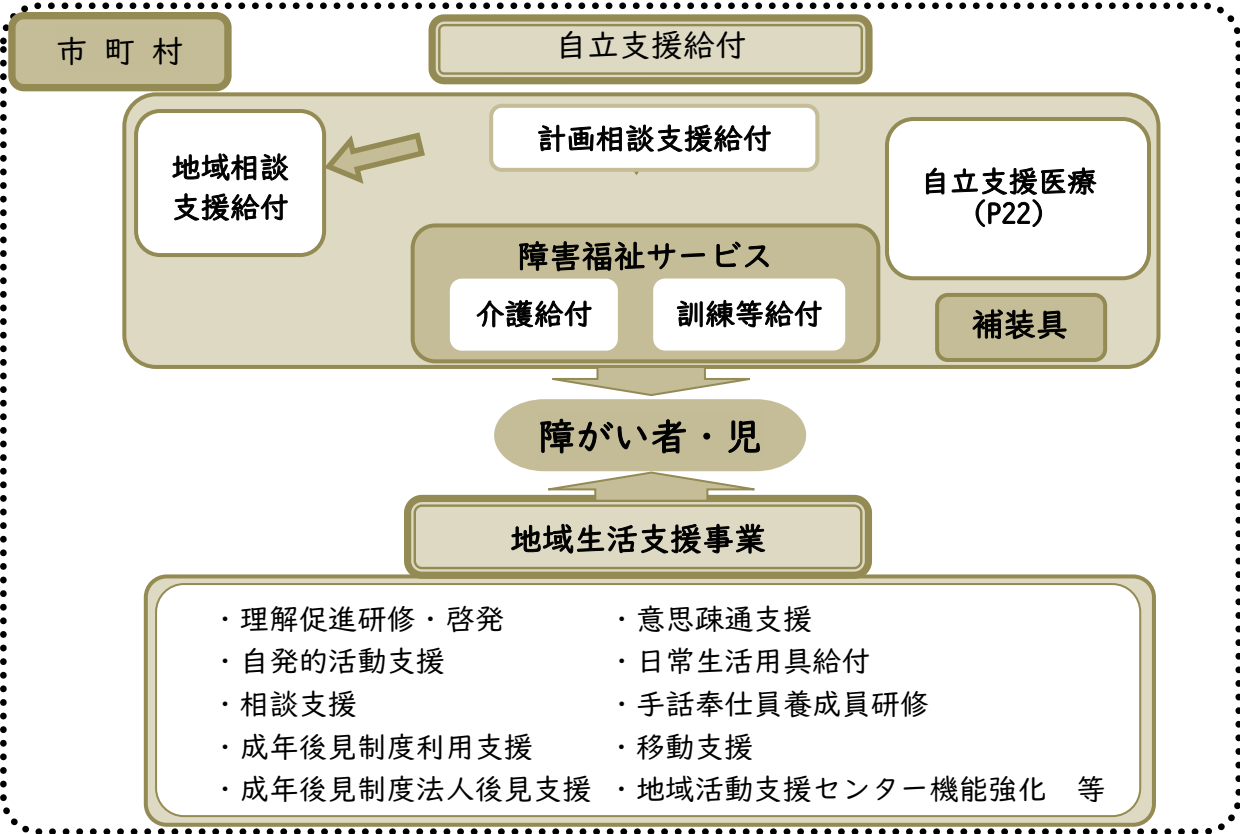 市 町 村
自立支援給付
計画相談支援給付
地域相談
支援給付
自立支援医療
(P22)
障害福祉サービス
介護給付
訓練等給付
補装具
障がい者・児
地域生活支援事業
・理解促進研修・啓発
・自発的活動支援
・相談支援
・成年後見制度利用支援
・成年後見制度法人後見支援
・意思疎通支援
・日常生活用具給付
・手話奉仕員養成員研修
・移動支援
・地域活動支援センター機能強化　等